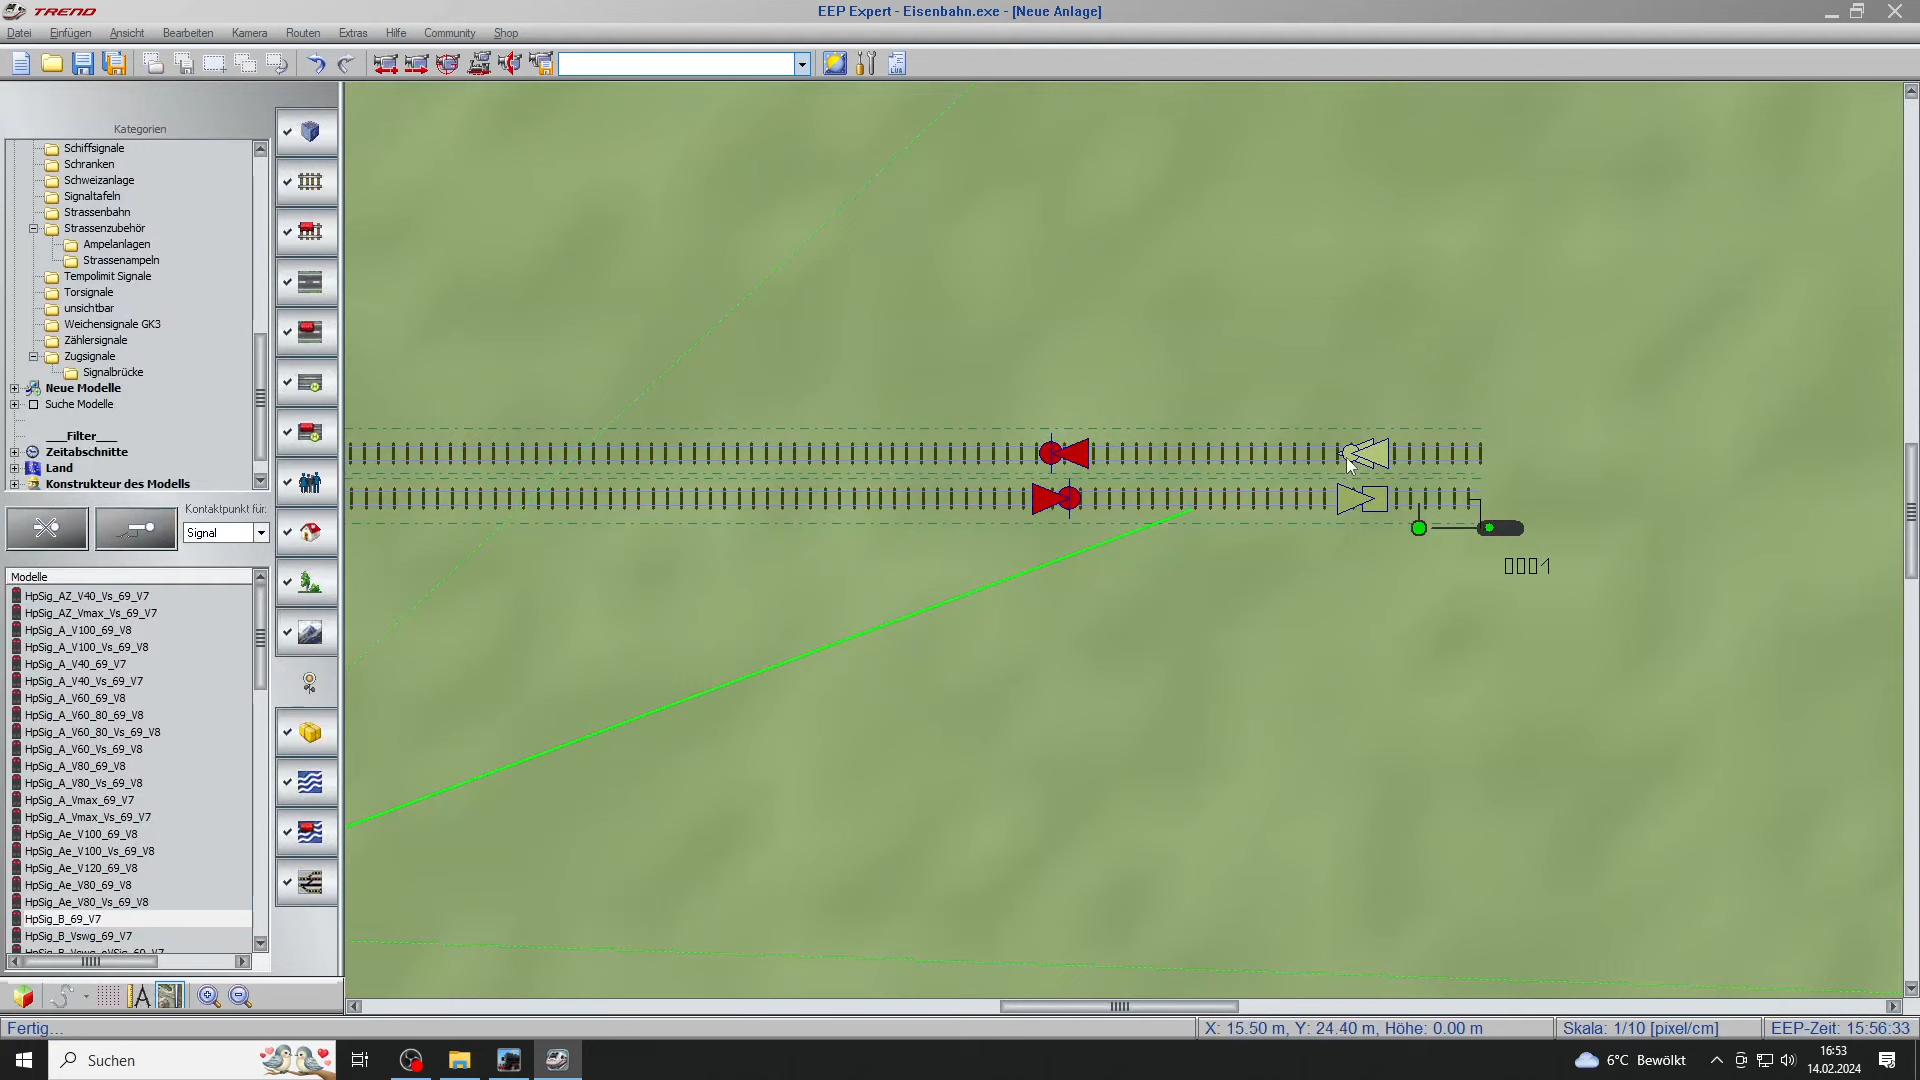 TREND
EEP Expert - Eisenbahn.exe - [Neue Anlage]
Datei Einfügen Ansicht Bearbeiten Kamera Routen Extras Hilfe Community Shop
Kategorien
Schiffsignale
Schranken
Schweizanlage
Signaltafeln
Strassenbahn
Strassenzubehör
Ampelanlagen
Strassenampeln
Tempolimit Signale
Torsignale
unsichtbar
Weichensignale GK3
Zählersignale
Zugsignale
Signalbrücke
Neue Modelle
Suche Modelle
___Filter___
Zeitabschnitte
Land
Konstrukteur des Modells
Kontaktpunkt für:
Signal
Modelle
HpSig_AZ_V40_Vs_69_V7
HpSig_AZ_Vmax_Vs_69_V7
HpSig_A_V100_69_V8
HpSig_A_V100_Vs_69_V8
HpSig_A_V40_69_V7
HpSig_A_V40_Vs_69_V7
HpSig_A_V60_69_V8
HpSig_A_V60_80_69_V8
HpSig_A_V60_80_Vs_69_V8
HpSig_A_V60_Vs_69_V8
HpSig_A_V80_69_V8
HpSig_A_V80_Vs_69_V8
HpSig_A_Vmax_69_V7
HpSig_A_Vmax_Vs_69_V7
HpSig_Ae_V100_69_V8
HpSig_Ae_V100_Vs_69_V8
HpSig_Ae_V120_69_V8
HpSig_Ae_V80_69_V8
HpSig_Ae_V80_Vs_69_V8
HpSig_B_69_V7
HpSig_B_Vswg_69_V7
0001
Fertig...
X: 15.50 m, Y: 24.40 m, Höhe: 0.00 m
Skala: 1/10 [pixel/cm]
EEP-Zeit: 15:56:33
Suchen
6°C Bewölkt
16:53
14.02.2024